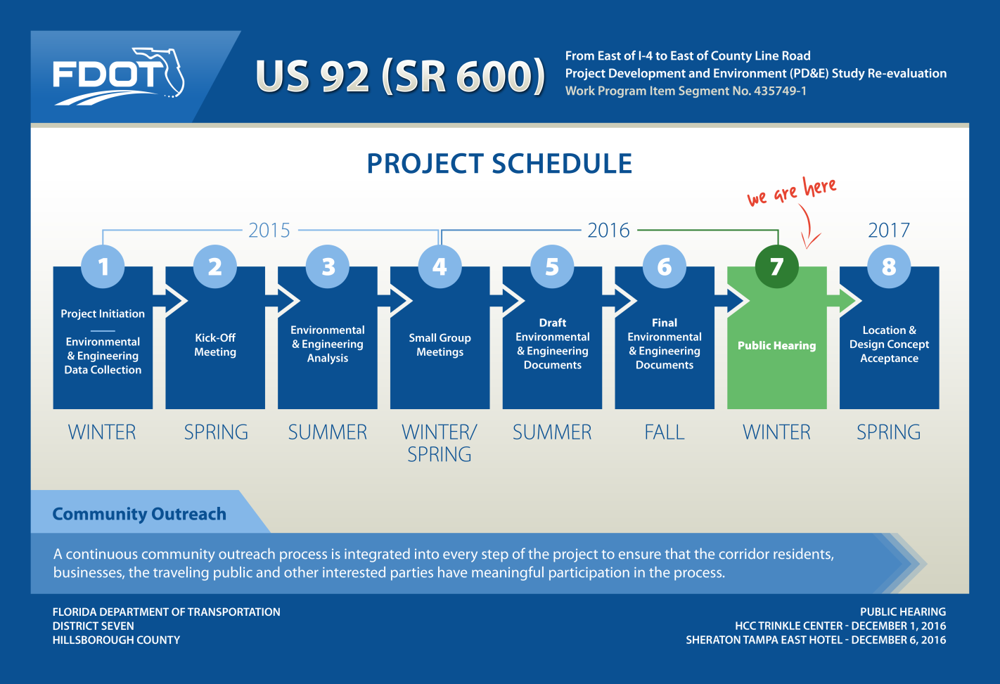 FDOT
US 92 (SR 600)
From East of I-4 to East of County Line Road
Project Development and Environment (PD&E) Study Re-evaluation
Work Program Item Segment No. 435749-1
PROJECT SCHEDULE
we are here
2015
2016
2017
1
Project Initiation
Environmental
& Engineering
Data Collection
WINTER
2
Kick-Off
Meeting
SPRING
3
Environmental
& Engineering
Analysis
SUMMER
4
Small Group
Meetings
WINTER/
SPRING
5
Draft
Environmental
& Engineering
Documents
SUMMER
6
Final
Environmental
& Engineering
Documents
FALL
7
Public Hearing
WINTER
8
Location &
Design Concept
Acceptance
SPRING
Community Outreach
A continuous community outreach process is integrated into every step of the project to ensure that the corridor residents,
businesses, the traveling public and other interested parties have meaningful participation in the process.
FLORIDA DEPARTMENT OF TRANSPORTATION
DISTRICT SEVEN
HILLSBOROUGH COUNTY
PUBLIC HEARING
HCC TRINKLE CENTER - DECEMBER 1, 2016
SHERATON TAMPA EAST HOTEL - DECEMBER 6, 2016